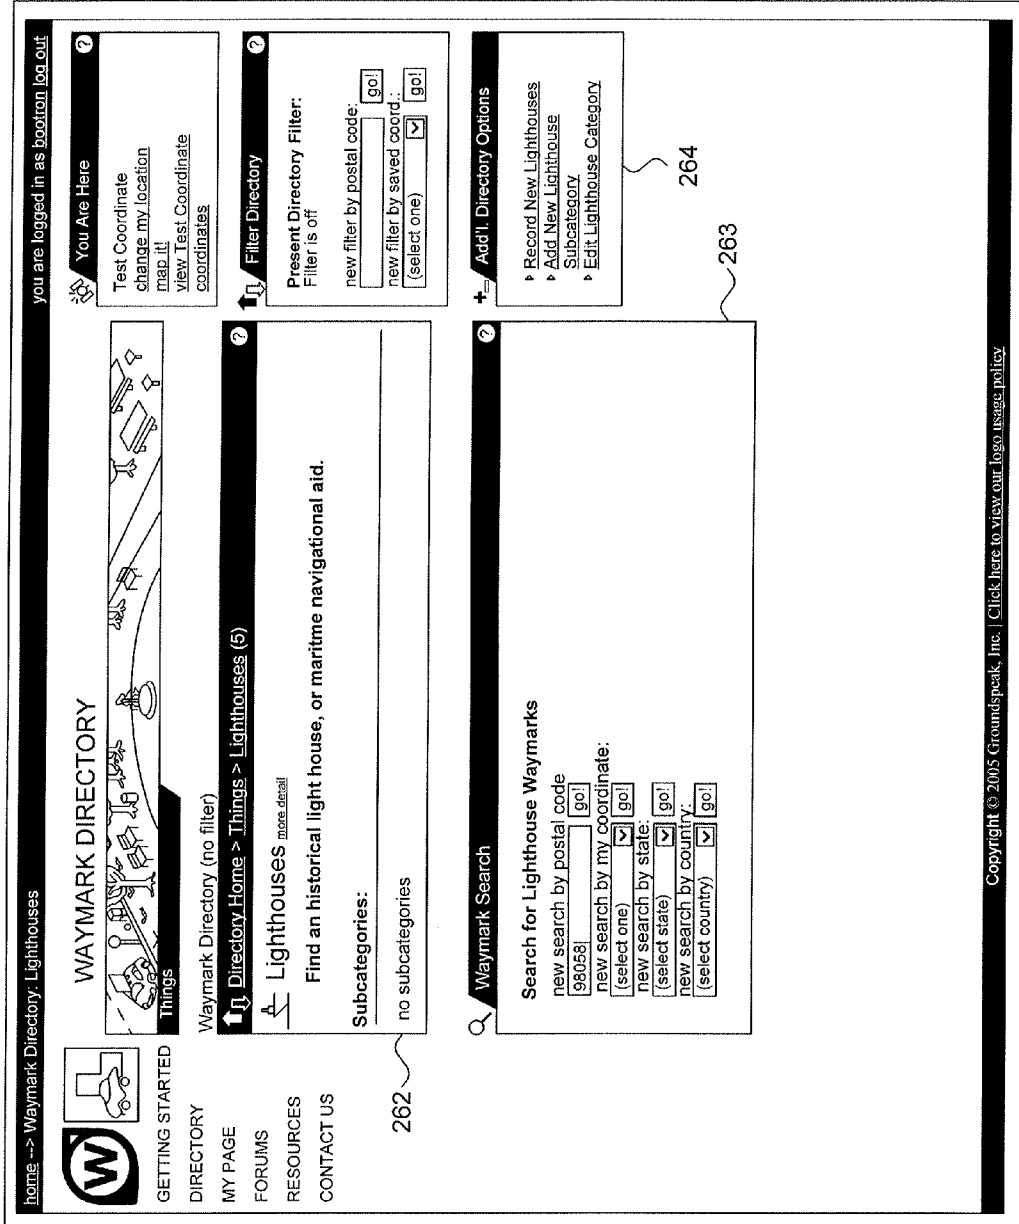 home --> Waymark Directory: Lighthouses
you are logged in as bootron log out
W
GETTING STARTED
DIRECTORY
MY PAGE
FORUMS
RESOURCES
CONTACT US
WAYMARK DIRECTORY
Things
Waymark Directory (no filter)
Directory Home > Things > Lighthouses (5)
?
Lighthouses more detail
Find an historical light house, or maritme navigational aid.
Subcategories:
no subcategories
262
Waymark Search
?
Search for Lighthouse Waymarks
new search by postal code
98058 go!
new search by my coordinate:
(select one) go!
new search by state:
(select state) go!
new search by country:
(select country) go!
263
You Are Here
?
Test Coordinate
change my location
map it!
view Test Coordinate
coordinates
Filter Directory
?
Present Directory Filter:
Filter is off
new filter by postal code:
go!
new filter by saved coord.:
(select one) go!
Add'l. Directory Options
Record New Lighthouses
Add New Lighthouse
Subcategory
Edit Lighthouse Category
264
Copyright © 2005 Groundspeak, Inc. | Click here to view our logo usage policy